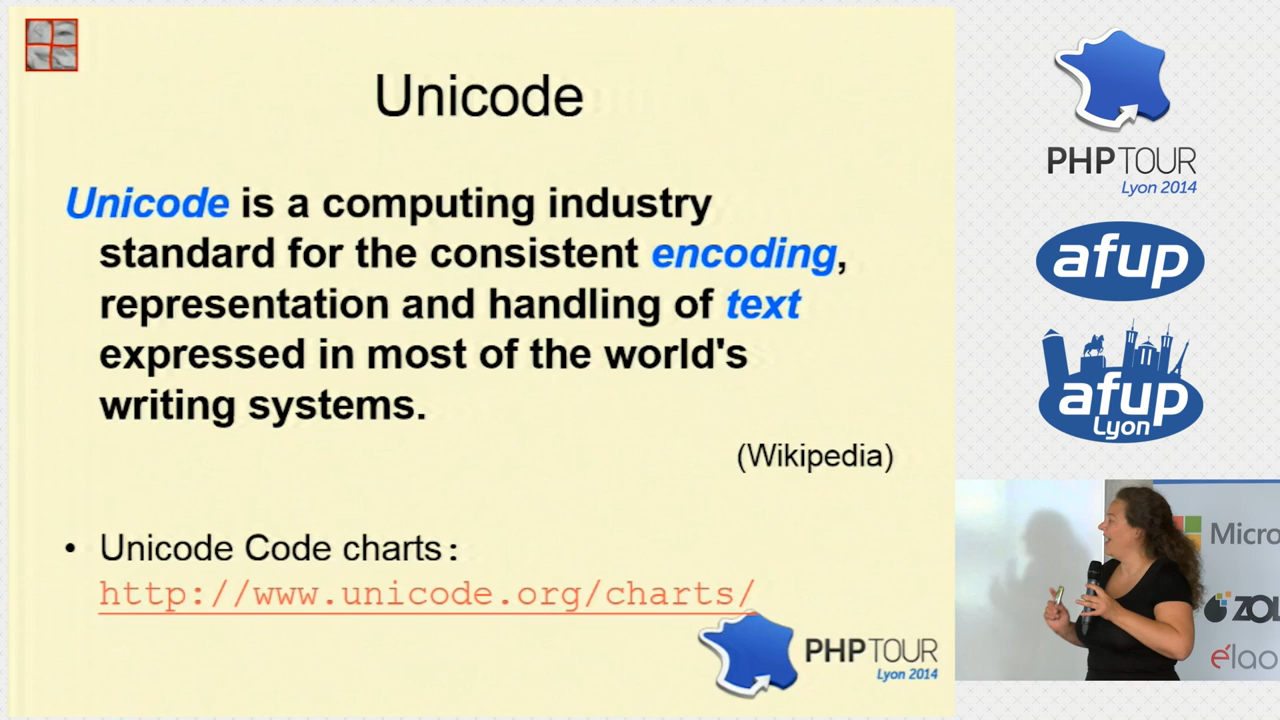 Unicode
Unicode is a computing industry
standard for the consistent encoding,
representation and handling of text
expressed in most of the world's
writing systems.
(Wikipedia)
• Unicode Code charts:
http://www.unicode.org/charts/
PHPTOUR
Lyon 2014
PHPTOUR
Lyon 2014
afup
afup
Lyon
Micro
ZOL
élao